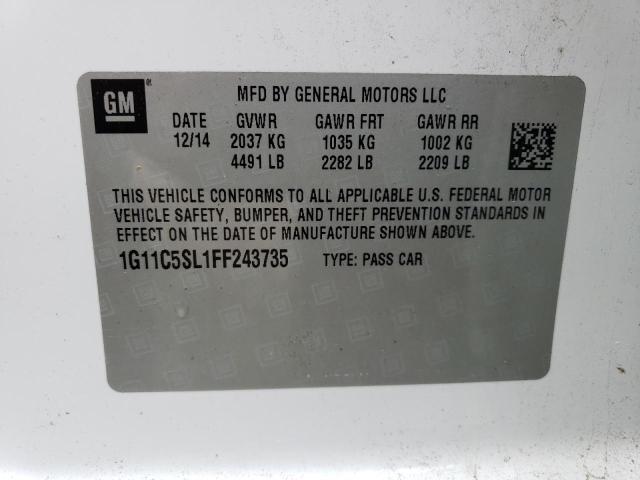 GM
MFD BY GENERAL MOTORS LLC
DATE GVWR GAWR FRT GAWR RR
12/14 2037 KG 1035 KG 1002 KG
4491 LB 2282 LB 2209 LB
THIS VEHICLE CONFORMS TO ALL APPLICABLE U.S. FEDERAL MOTOR
VEHICLE SAFETY, BUMPER, AND THEFT PREVENTION STANDARDS IN
EFFECT ON THE DATE OF MANUFACTURE SHOWN ABOVE.
1G11C5SL1FF243735 TYPE: PASS CAR